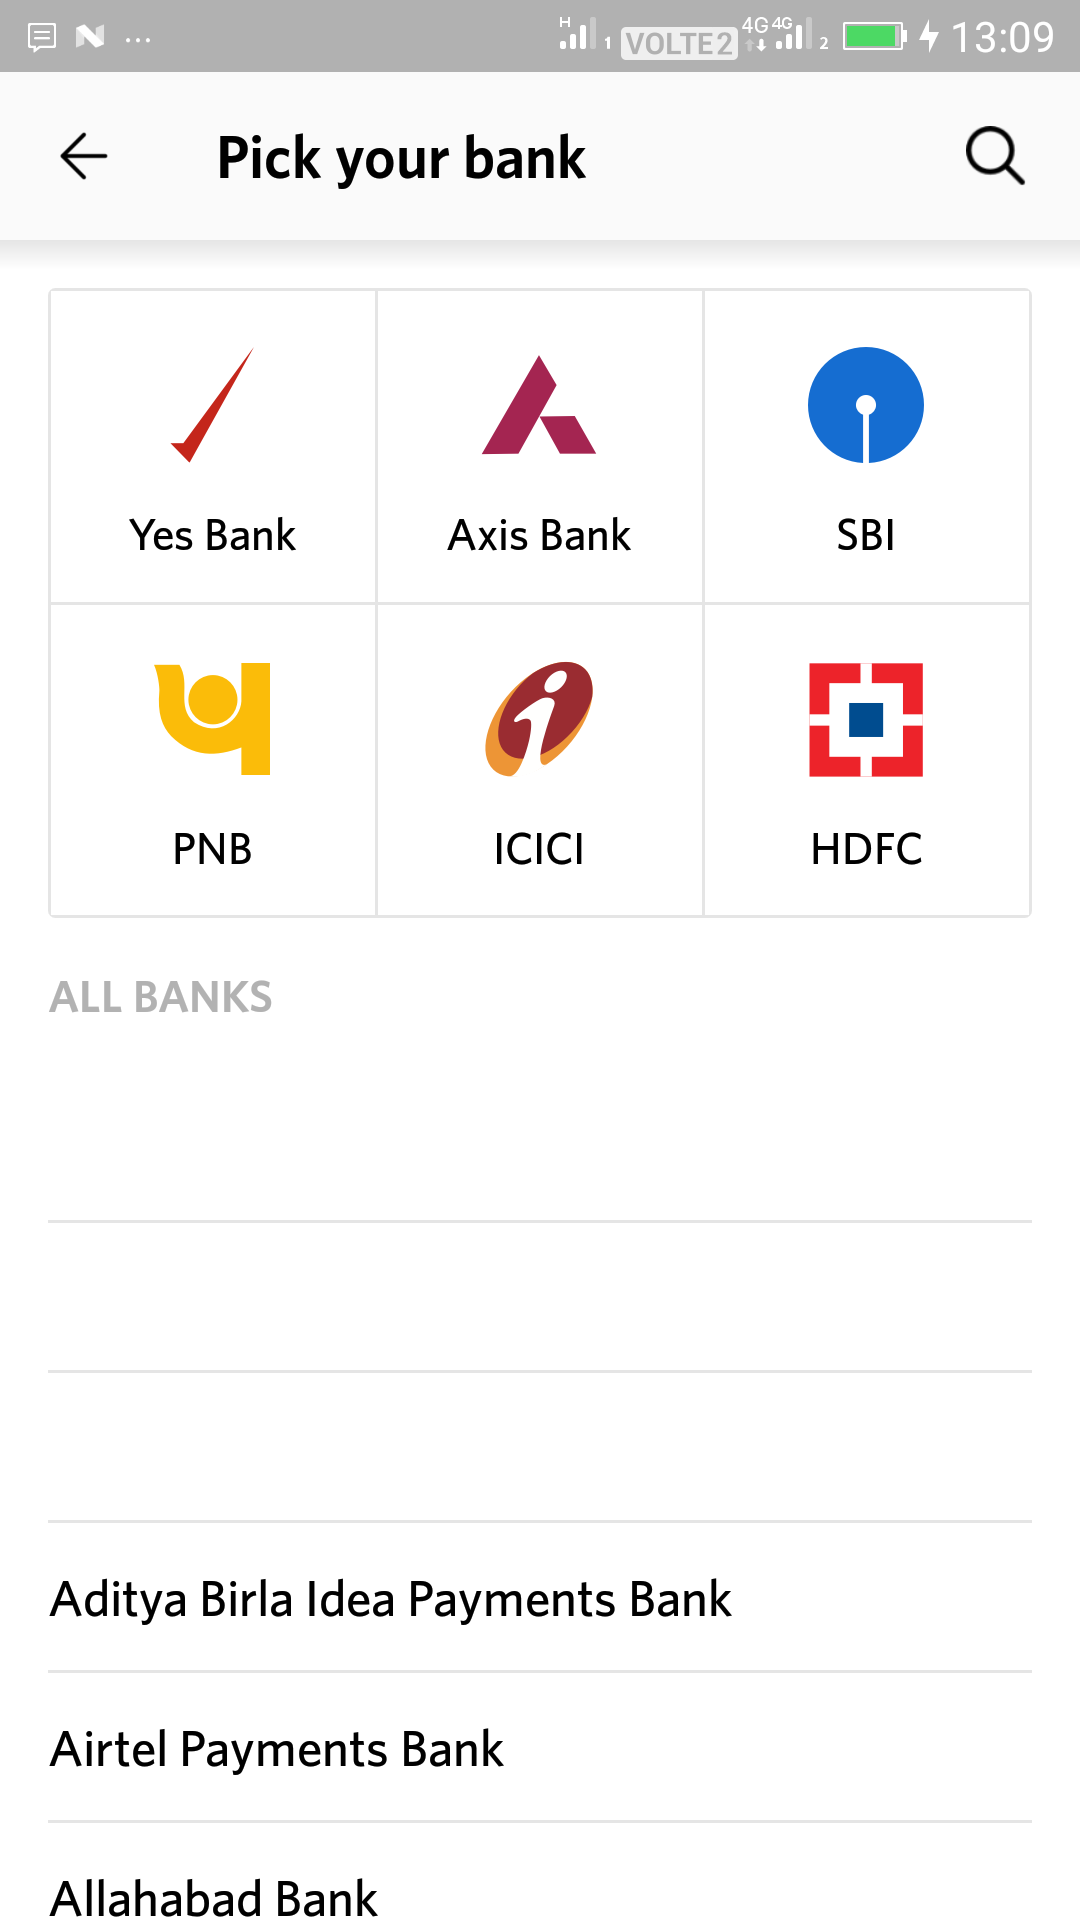 H 1 VOLTE2 4G 4G 2 13:09
Pick your bank
Yes Bank Axis Bank SBI
PNB ICICI HDFC
ALL BANKS
Aditya Birla Idea Payments Bank
Airtel Payments Bank
Allahabad Bank